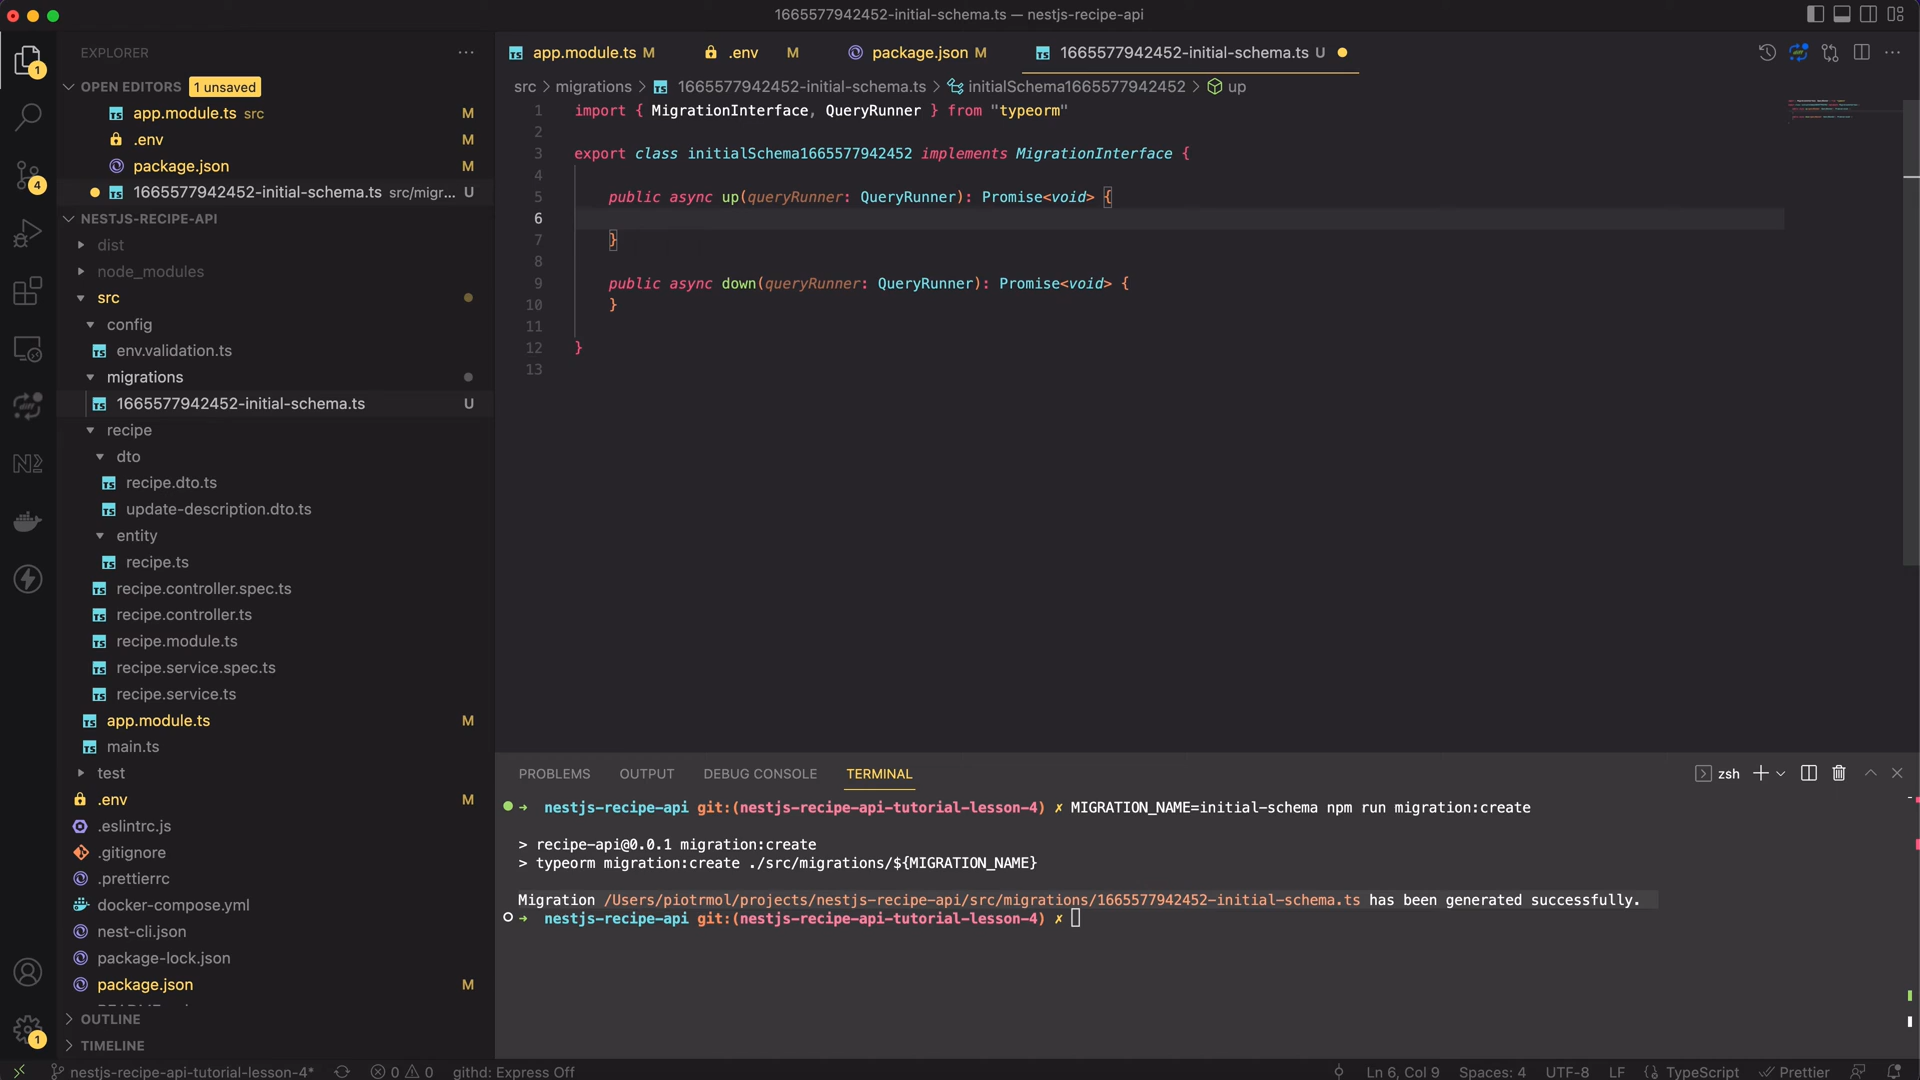 1665577942452-initial-schema.ts — nestjs-recipe-api
EXPLORER
OPEN EDITORS 1 unsaved
app.module.ts src M
.env M
package.json M
1665577942452-initial-schema.ts src/migr... U
NESTJS-RECIPE-API
dist
node_modules
src
config
env.validation.ts
migrations
1665577942452-initial-schema.ts U
recipe
dto
recipe.dto.ts
update-description.dto.ts
entity
recipe.ts
recipe.controller.spec.ts
recipe.controller.ts
recipe.module.ts
recipe.service.spec.ts
recipe.service.ts
app.module.ts M
main.ts
test
.env M
.eslintrc.js
.gitignore
.prettierrc
docker-compose.yml
nest-cli.json
package-lock.json
package.json M
OUTLINE
TIMELINE
1
4
1
app.module.ts M .env M package.json M 1665577942452-initial-schema.ts U
src > migrations > 1665577942452-initial-schema.ts > initialSchema1665577942452 > up
1 import { MigrationInterface, QueryRunner } from "typeorm"
2
3 export class initialSchema1665577942452 implements MigrationInterface {
4
5 public async up(queryRunner: QueryRunner): Promise<void> {
6
7 }
8
9 public async down(queryRunner: QueryRunner): Promise<void> {
10 }
11
12 }
13
PROBLEMS OUTPUT DEBUG CONSOLE TERMINAL zsh
➜ nestjs-recipe-api git:(nestjs-recipe-api-tutorial-lesson-4) ✗ MIGRATION_NAME=initial-schema npm run migration:create
> recipe-api@0.0.1 migration:create
> typeorm migration:create ./src/migrations/${MIGRATION_NAME}
Migration /Users/piotrmol/projects/nestjs-recipe-api/src/migrations/1665577942452-initial-schema.ts has been generated successfully.
➜ nestjs-recipe-api git:(nestjs-recipe-api-tutorial-lesson-4) ✗
nestjs-recipe-api-tutorial-lesson-4* 0 0 githd: Express Off Ln 6, Col 9 Spaces: 4 UTF-8 LF {} TypeScript Prettier